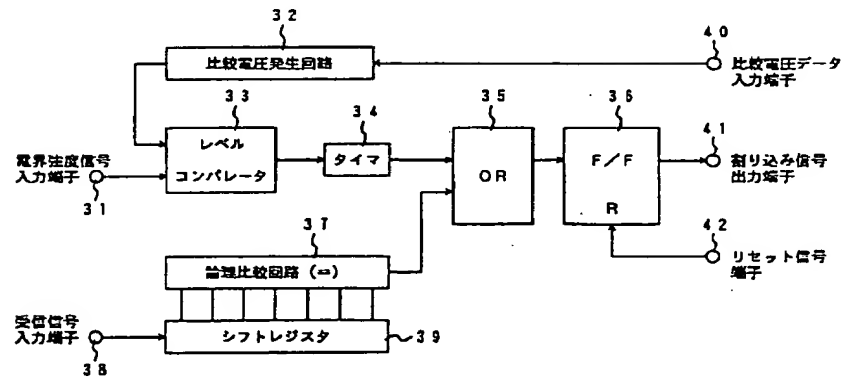 32
比較電圧発生回路
40
比較電圧データ
入力端子
33
レベル
コンパレータ
34
タイマ
35
OR
36
F/F
R
41
割り込み信号
出力端子
電界強度信号
入力端子
31
42
リセット信号
端子
37
論理比較回路(=)
受信信号
入力端子
38
シフトレジスタ
39